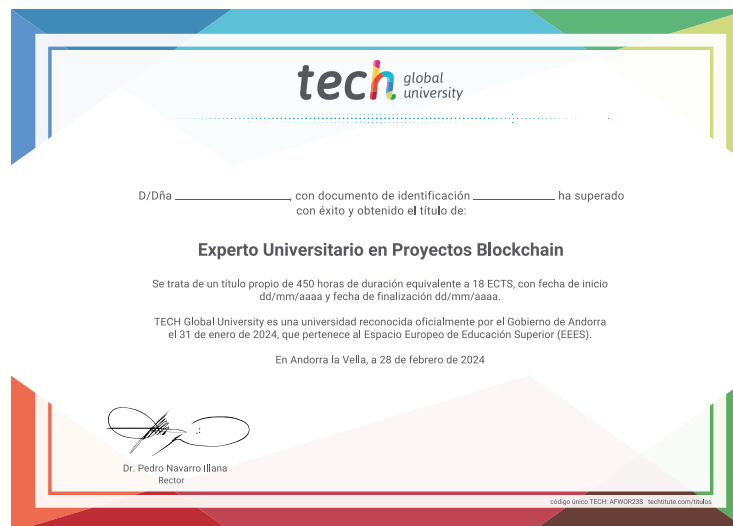 tech global university
D/Dña ____________________, con documento de identificación ______________ ha superado
con éxito y obtenido el título de:
Experto Universitario en Proyectos Blockchain
Se trata de un título propio de 450 horas de duración equivalente a 18 ECTS, con fecha de inicio
dd/mm/aaaa y fecha de finalización dd/mm/aaaa.
TECH Global University es una universidad reconocida oficialmente por el Gobierno de Andorra
el 31 de enero de 2024, que pertenece al Espacio Europeo de Educación Superior (EEES).
En Andorra la Vella, a 28 de febrero de 2024
Dr. Pedro Navarro Illana
Rector
código único TECH: AFWOR23S techtitute.com/titulos